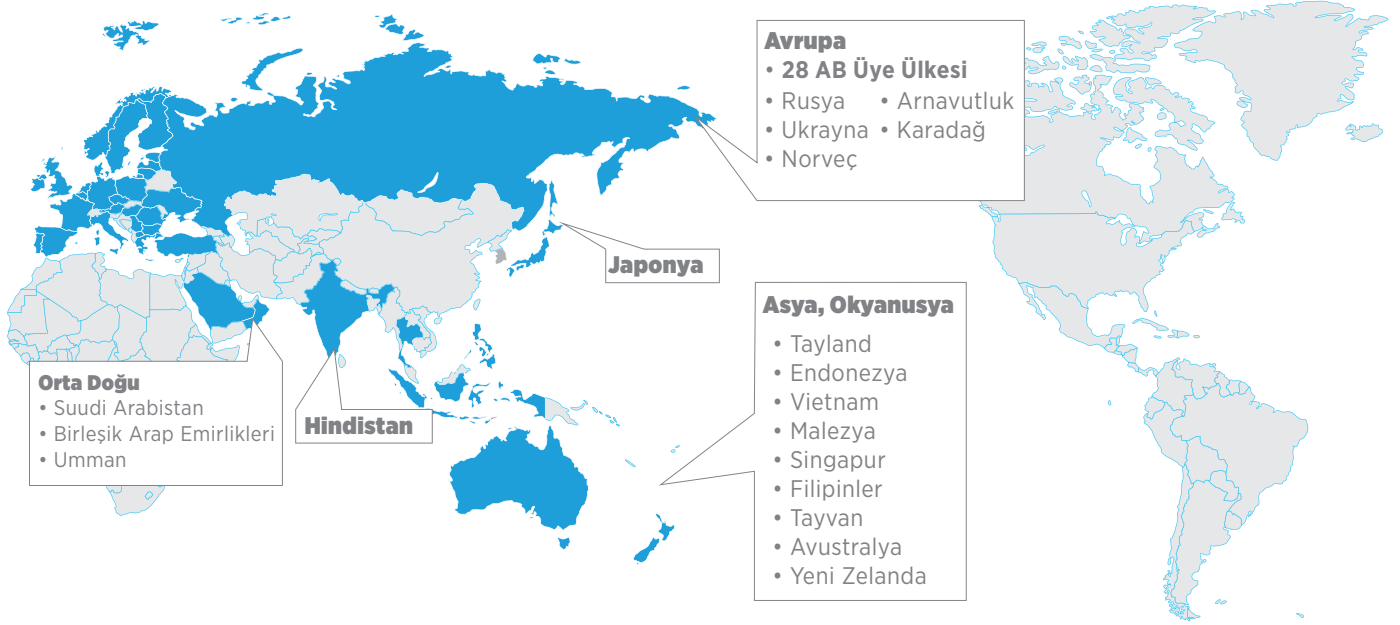 Avrupa
• 28 AB Üye Ülkesi
• Rusya • Arnavutluk
• Ukrayna • Karadağ
• Norveç
Japonya
Asya, Okyanusya
• Tayland
• Endonezya
• Vietnam
• Malezya
• Singapur
• Filipinler
• Tayvan
• Avustralya
• Yeni Zelanda
Orta Doğu
• Suudi Arabistan
• Birleşik Arap Emirlikleri
• Umman
Hindistan